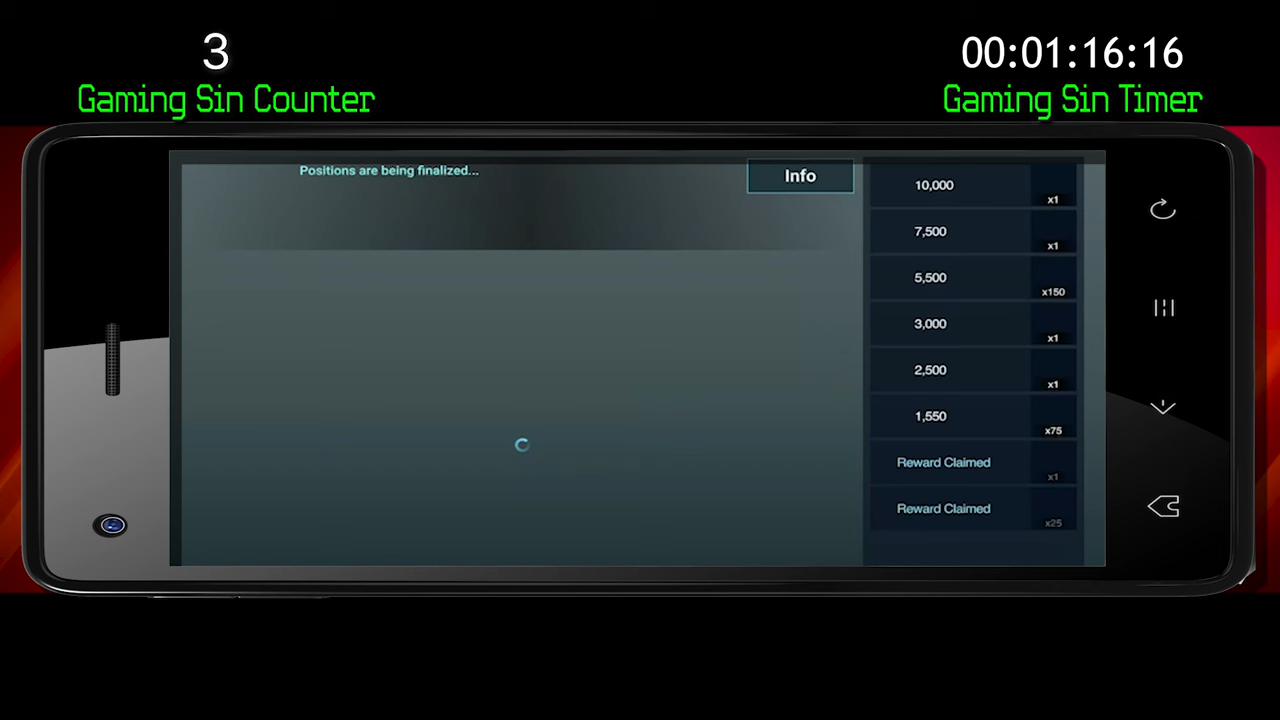 3
00:01:16:16
Gaming Sin Counter
Gaming Sin Timer
Positions are being finalized...
Info
10,000
x1
7,500
x1
5,500
x150
3,000
x1
2,500
x1
1,550
x75
Reward Claimed
x1
Reward Claimed
x25